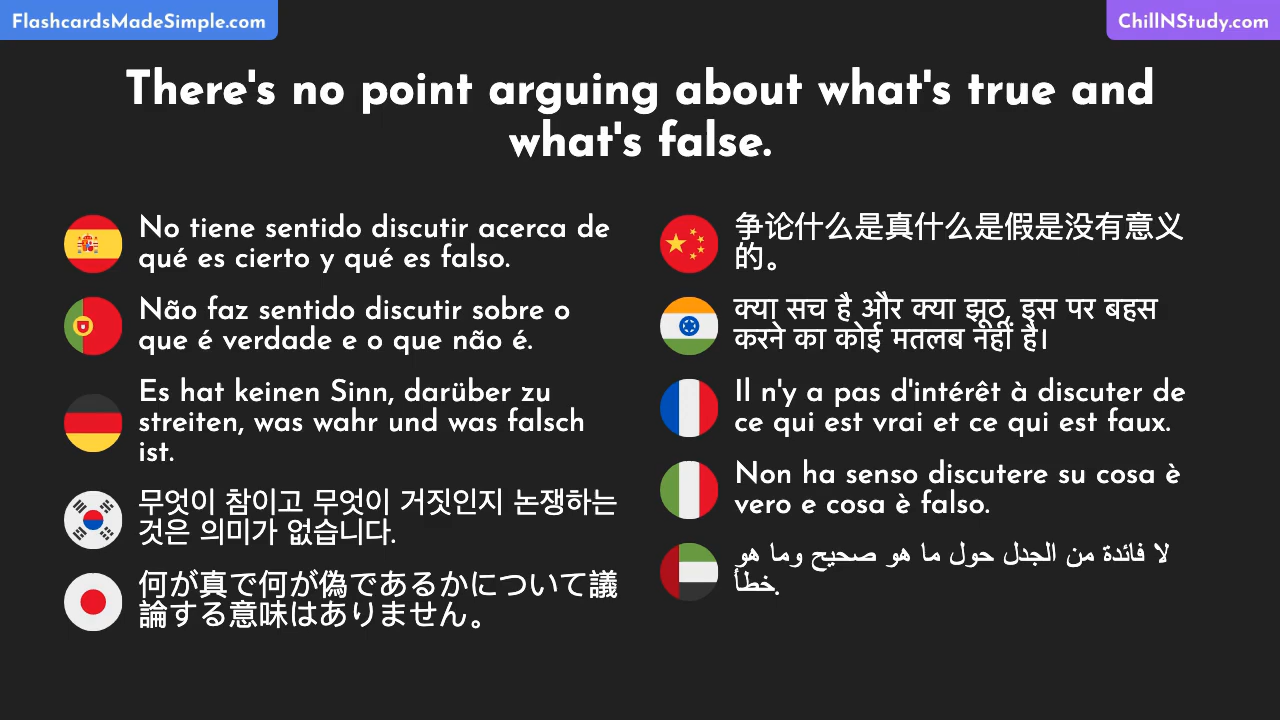 FlashcardsMadeSimple.com
ChillNStudy.com
There's no point arguing about what's true and
what's false.
No tiene sentido discutir acerca de
qué es cierto y qué es falso.
Não faz sentido discutir sobre o
que é verdade e o que não é.
Es hat keinen Sinn, darüber zu
streiten, was wahr und was falsch
ist.
무엇이 참이고 무엇이 거짓인지 논쟁하는
것은 의미가 없습니다.
何が真で何が偽であるかについて議
論する意味はありません。
争论什么是真什么是假是没有意义
的。
क्या सच है और क्या झूठ, इस पर बहस
करने का कोई मतलब नहीं है।
Il n'y a pas d'intérêt à discuter de
ce qui est vrai et ce qui est faux.
Non ha senso discutere su cosa è
vero e cosa è falso.
لا فائدة من الجدل حول ما هو صحيح وما هو
خطأ.